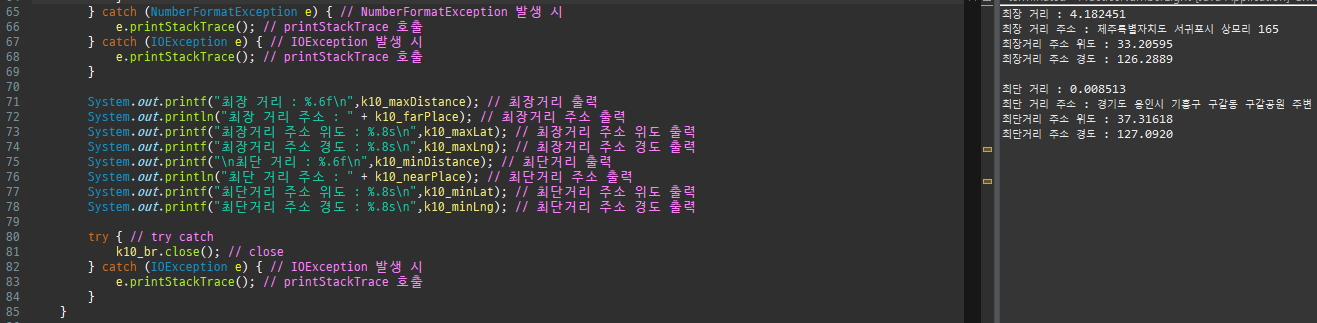 65 } catch (NumberFormatException e) { // NumberFormatException 발생 시
66 e.printStackTrace(); // printStackTrace 호출
67 } catch (IOException e) { // IOException 발생 시
68 e.printStackTrace(); // printStackTrace 호출
69 }
70
71 System.out.printf("최장 거리 : %.6f\n",k10_maxDistance); // 최장거리 출력
72 System.out.println("최장 거리 주소 : " + k10_farPlace); // 최장거리 주소 출력
73 System.out.printf("최장거리 주소 위도 : %.8s\n",k10_maxLat); // 최장거리 주소 위도 출력
74 System.out.printf("최장거리 주소 경도 : %.8s\n",k10_maxLng); // 최장거리 주소 경도 출력
75 System.out.printf("\n최단 거리 : %.6f\n",k10_minDistance); // 최단거리 출력
76 System.out.println("최단 거리 주소 : " + k10_nearPlace); // 최단거리 주소 출력
77 System.out.printf("최단거리 주소 위도 : %.8s\n",k10_minLat); // 최단거리 주소 위도 출력
78 System.out.printf("최단거리 주소 경도 : %.8s\n",k10_minLng); // 최단거리 주소 경도 출력
79
80 try { // try catch
81 k10_br.close(); // close
82 } catch (IOException e) { // IOException 발생 시
83 e.printStackTrace(); // printStackTrace 호출
84 }
85 }
최장 거리 : 4.182451
최장 거리 주소 : 제주특별자치도 서귀포시 상모리 165
최장거리 주소 위도 : 33.20595
최장거리 주소 경도 : 126.2889
최단 거리 : 0.008513
최단 거리 주소 : 경기도 용인시 기흥구 구갈동 구갈공원 주변
최단거리 주소 위도 : 37.31618
최단거리 주소 경도 : 127.0920